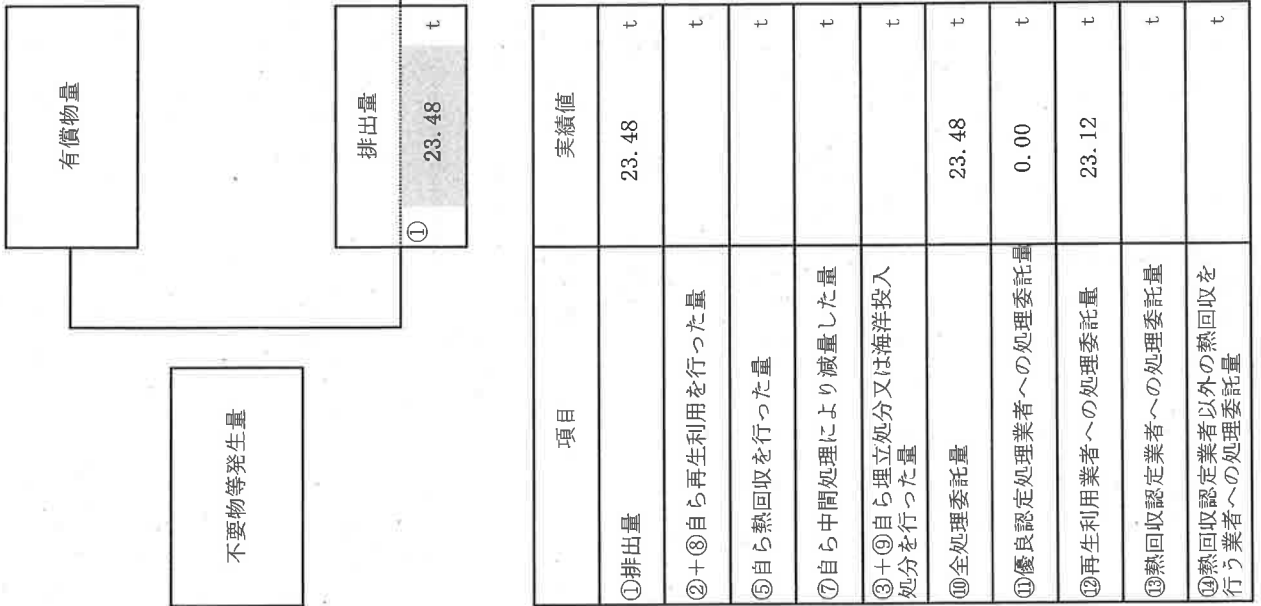 不要物等発生量
有償物量
排出量
① 23.48 t
項目 実績値
①排出量 23.48 t
②+⑧自ら再生利用を行った量 t
⑤自ら熱回収を行った量 t
⑦自ら中間処理により減量した量 t
③+⑨自ら埋立処分又は海洋投入
処分を行った量 t
⑩全処理委託量 23.48 t
⑪優良認定処理業者への処理委託量 0.00 t
⑫再生利用業者への処理委託量 23.12 t
⑬熱回収認定業者への処理委託量 t
⑭熱回収認定業者以外の熱回収を
行う業者への処理委託量 t